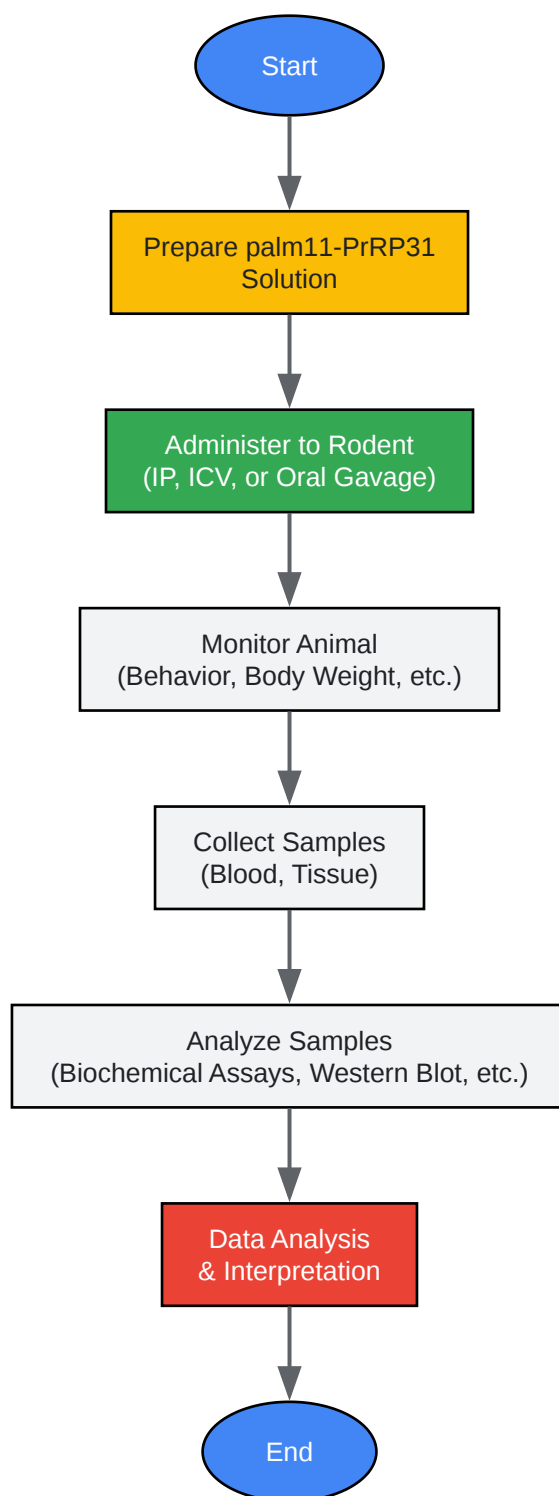 Start
Prepare palm11-PrRP31
Solution
Administer to Rodent
(IP, ICV, or Oral Gavage)
Monitor Animal
(Behavior, Body Weight, etc.)
Collect Samples
(Blood, Tissue)
Analyze Samples
(Biochemical Assays, Western Blot, etc.)
Data Analysis
& Interpretation
End